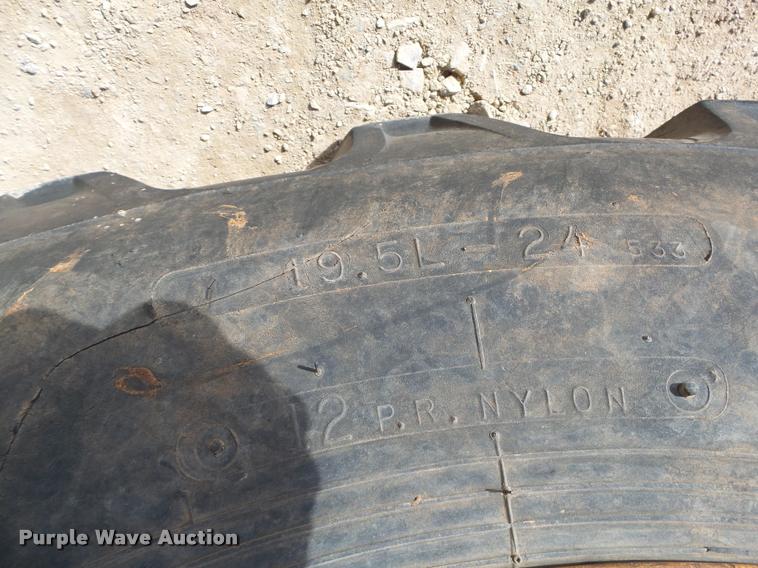 19.5L - 24 533
12 P.R. NYLON
Purple Wave Auction